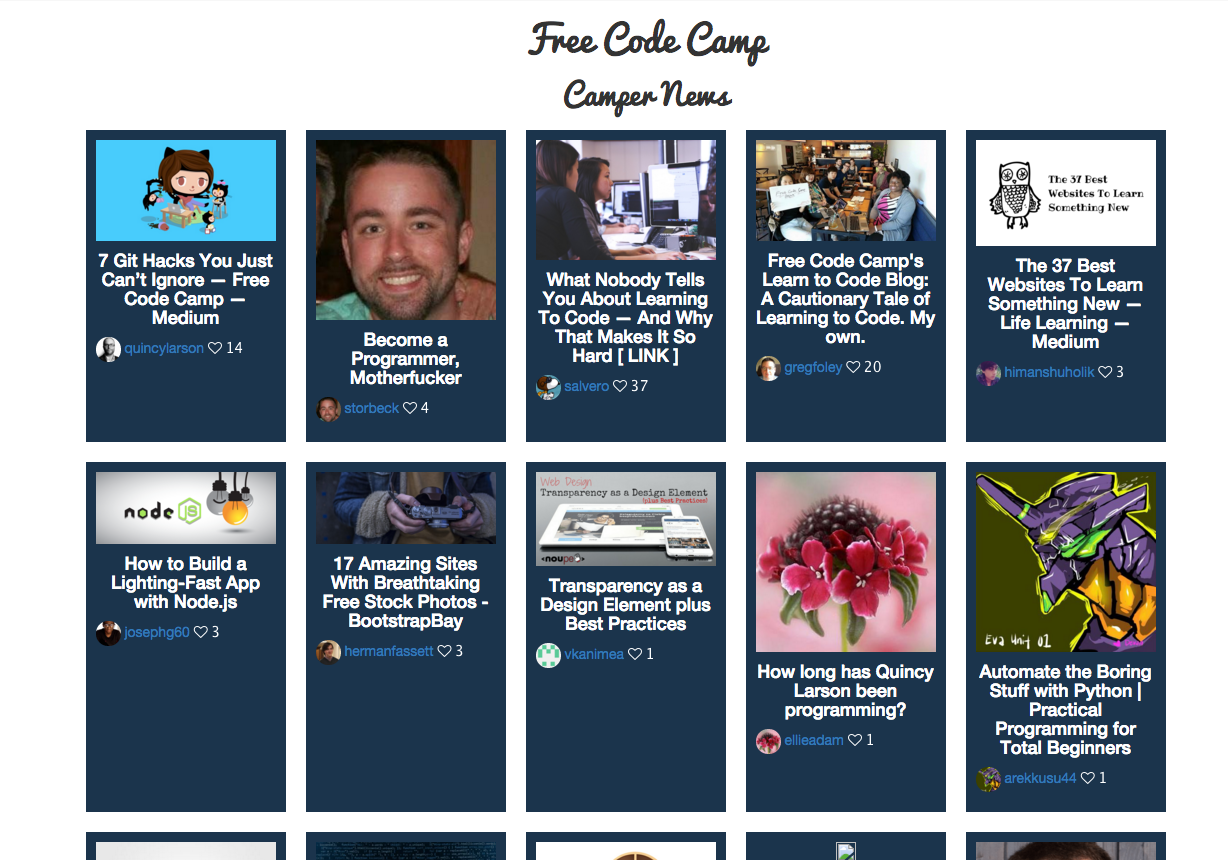 Free Code Camp
Camper News
7 Git Hacks You Just
Can't Ignore — Free
Code Camp —
Medium
quincylarson 14
Become a
Programmer,
Motherfucker
storbeck 4
What Nobody Tells
You About Learning
To Code — And Why
That Makes It So
Hard [ LINK ]
salvero 37
Free Code Camp's
Learn to Code Blog:
A Cautionary Tale of
Learning to Code. My
own.
gregfoley 20
The 37 Best
Websites To Learn
Something New
The 37 Best
Websites To Learn
Something New —
Life Learning —
Medium
himanshuholik 3
node JS
How to Build a
Lighting-Fast App
with Node.js
josephg60 3
17 Amazing Sites
With Breathtaking
Free Stock Photos -
BootstrapBay
hermanfassett 3
Web Design
Transparency as a Design Element
(plus Best Practices)
noupe
Transparency as a
Design Element plus
Best Practices
vkanimea 1
How long has Quincy
Larson been
programming?
ellieadam 1
Eva Unit 01
Automate the Boring
Stuff with Python |
Practical
Programming for
Total Beginners
arekkusu44 1